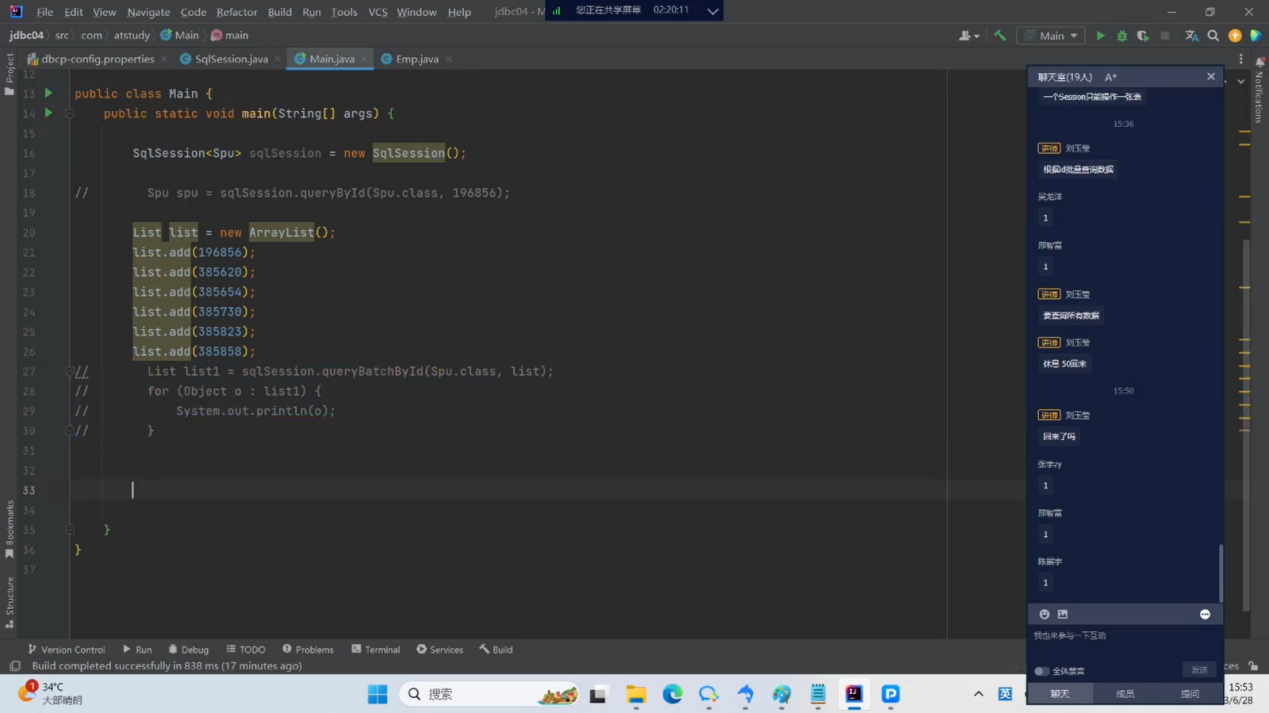 File Edit View Navigate Code Refactor Build Run Tools VCS Window Help jdbc04
您正在共享屏幕 02:20:11
jdbc04 src com atstudy Main main
Main
dbcp-config.properties SqlSession.java Main.java Emp.java
Project
Notifications
12
13 public class Main {
14 public static void main(String[] args) {
15
16 SqlSession<Spu> sqlSession = new SqlSession();
17
18 // Spu spu = sqlSession.queryById(Spu.class, 196856);
19
20 List list = new ArrayList();
21 list.add(196856);
22 list.add(385620);
23 list.add(385654);
24 list.add(385730);
25 list.add(385823);
26 list.add(385858);
27 // List list1 = sqlSession.queryBatchById(Spu.class, list);
28 // for (Object o : list1) {
29 // System.out.println(o);
30 // }
31
32
33
34
35 }
36 }
37
Bookmarks
Structure
聊天室(19人) A+
一个Session只能操作一张表
15:36
讲师 刘玉莹
根据id批量查询数据
吴龙洋
1
邢智富
1
讲师 刘玉莹
要查询所有数据
讲师 刘玉莹
休息 50回来
15:50
讲师 刘玉莹
回来了吗
张宇zy
1
邢智富
1
陈展宇
1
我也来参与一下互动
全体禁言 发送
聊天 成员 提问
Version Control Run Debug TODO Problems Terminal Services Build
Build completed successfully in 838 ms (17 minutes ago)
1
34°C
大部晴朗
搜索
英
15:53
3/6/28